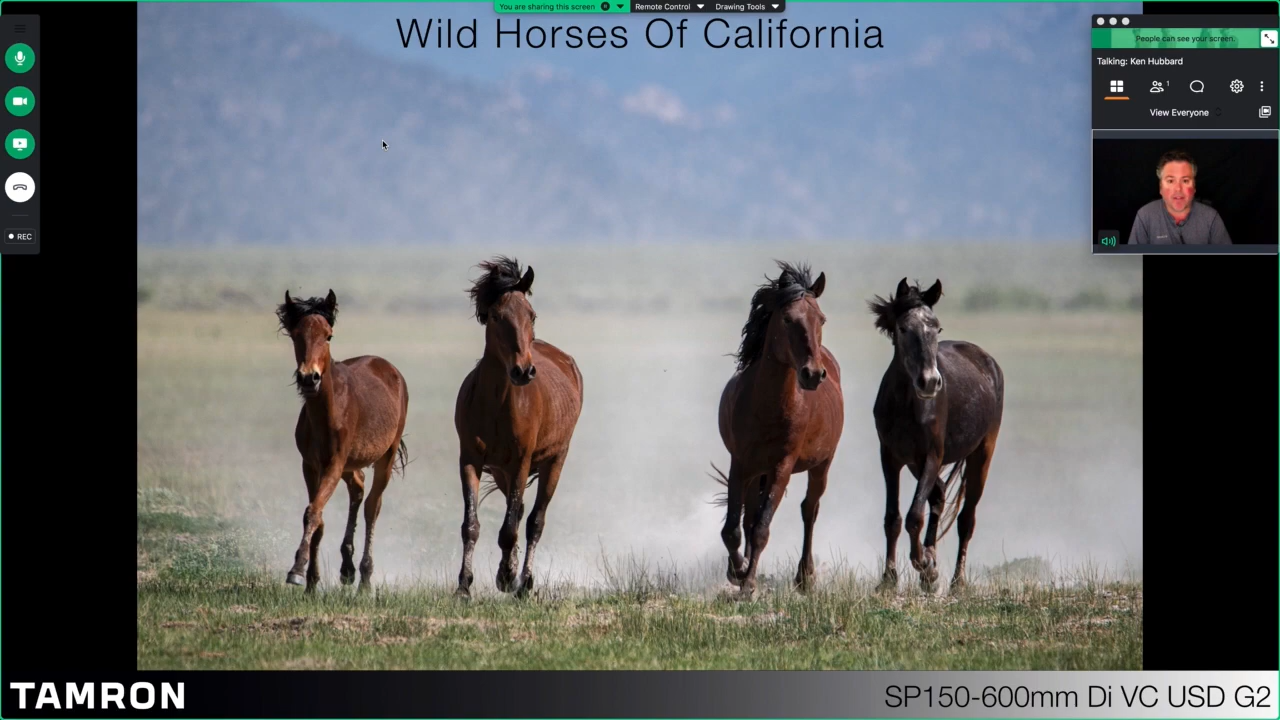 You are sharing this screen
Remote Control
Drawing Tools
Wild Horses Of California
People can see your screen.
Talking: Ken Hubbard
1
View Everyone
REC
TAMRON
SP150-600mm Di VC USD G2